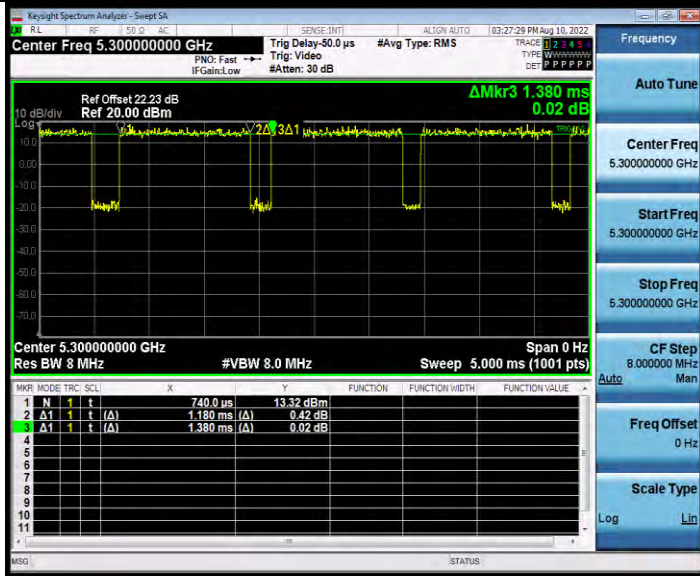 Keysight Spectrum Analyzer - Swept SA
RL RF 50 Ω AC SENSE:INT ALIGN AUTO 03:27:29 PM Aug 10, 2022
Center Freq 5.300000000 GHz
PNO: Fast
IFGain:Low
Trig Delay-50.0 µs
Trig: Video
#Atten: 30 dB
#Avg Type: RMS
TRACE 1 2 3 4 5 6
TYPE WWWWWW
DET P P P P P P
ΔMkr3 1.380 ms
0.02 dB
Ref Offset 22.23 dB
10 dB/div Ref 20.00 dBm
Log
10.0
0.00
-10.0
-20.0
-30.0
-40.0
-50.0
-60.0
-70.0
2Δ1 3Δ1
Center 5.300000000 GHz Span 0 Hz
Res BW 8 MHz #VBW 8.0 MHz Sweep 5.000 ms (1001 pts)
MKR MODE TRC SCL X Y FUNCTION FUNCTION WIDTH FUNCTION VALUE
1 N 1 t 740.0 µs 13.32 dBm
2 Δ1 1 t (Δ) 1.180 ms (Δ) 0.42 dB
3 Δ1 1 t (Δ) 1.380 ms (Δ) 0.02 dB
4
5
6
7
8
9
10
11
MSG STATUS
Frequency
Auto Tune
Center Freq
5.300000000 GHz
Start Freq
5.300000000 GHz
Stop Freq
5.300000000 GHz
CF Step
8.000000 MHz
Auto Man
Freq Offset
0 Hz
Scale Type
Log Lin